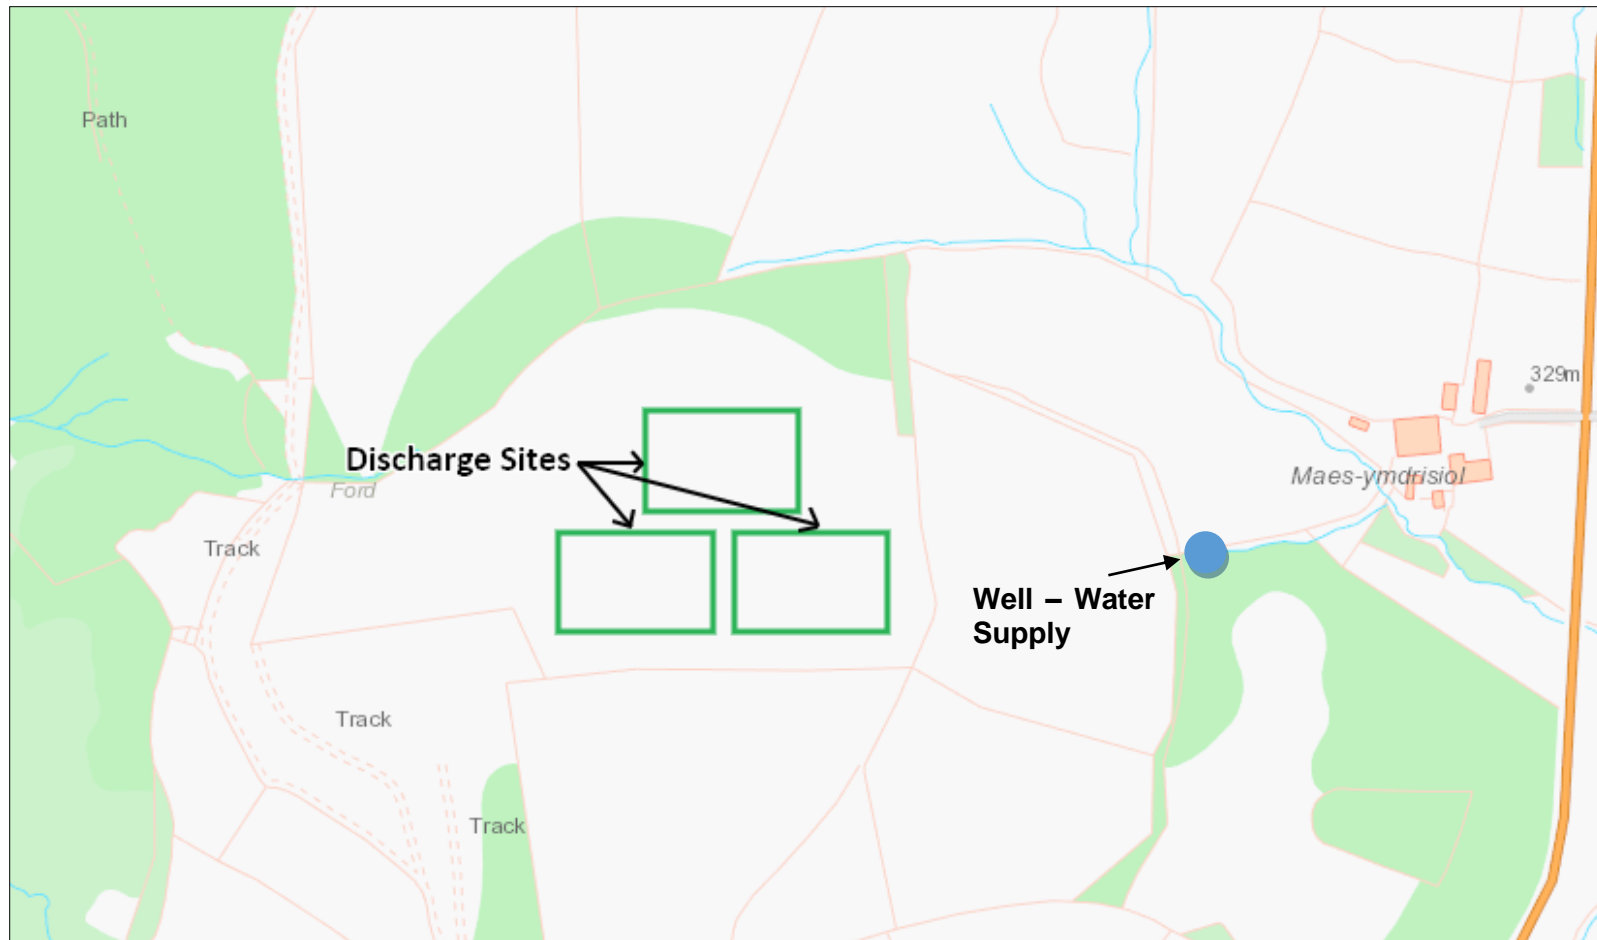 Path
329m
Discharge Sites
Maes-ymdrisiol
Ford
Track
Well – Water
Supply
Track
Track